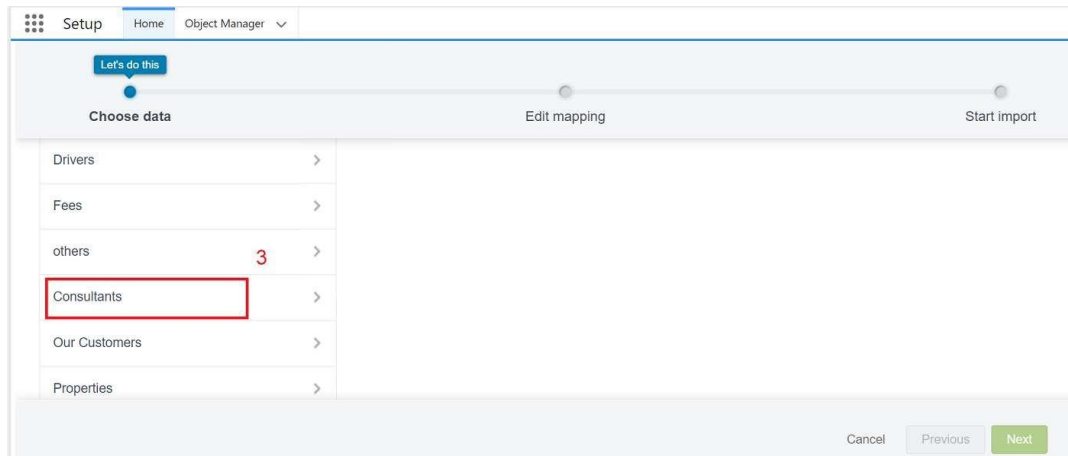 Setup Home Object Manager
Let's do this
Choose data Edit mapping Start import
Drivers
Fees
others
3
Consultants
Our Customers
Properties
Cancel Previous Next